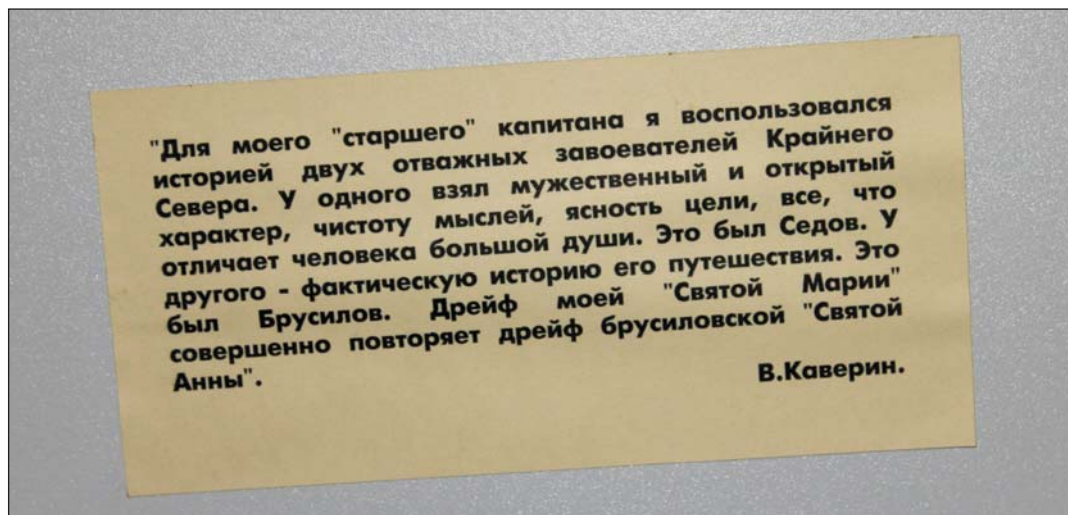 "Для моего "старшего" капитана я воспользовался
историей двух отважных завоевателей Крайнего
Севера. У одного взял мужественный и открытый
характер, чистоту мыслей, ясность цели, все, что
отличает человека большой души. Это был Седов. У
другого - фактическую историю его путешествия. Это
был Брусилов. Дрейф моей "Святой Марии"
совершенно повторяет дрейф брусиловской "Святой
Анны".
В.Каверин.